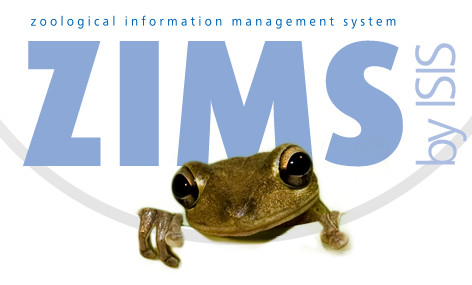 zoological information management system
ZIMS
by ISIS